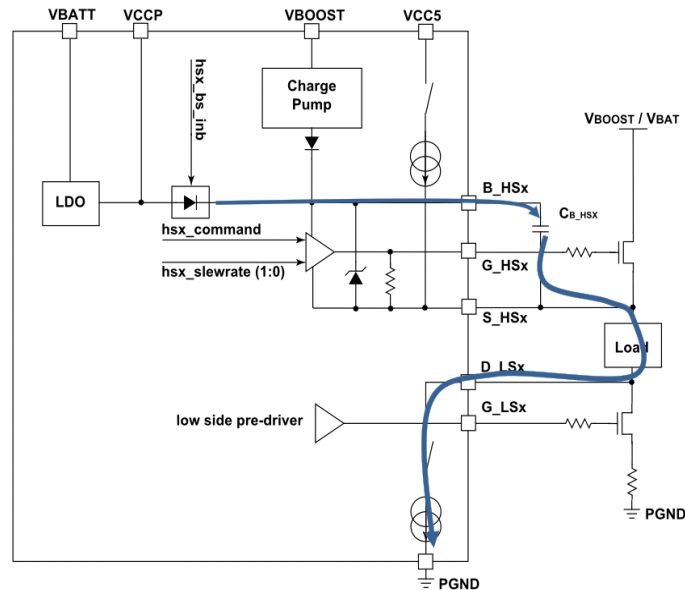 VBATT
VCCP
VBOOST
VCC5
hsx_bs_inb
Charge
Pump
VBOOST / VBAT
LDO
B_HSx
CB_HSX
hsx_command
G_HSx
hsx_slewrate (1:0)
S_HSx
Load
D_LSx
G_LSx
low side pre-driver
PGND
PGND